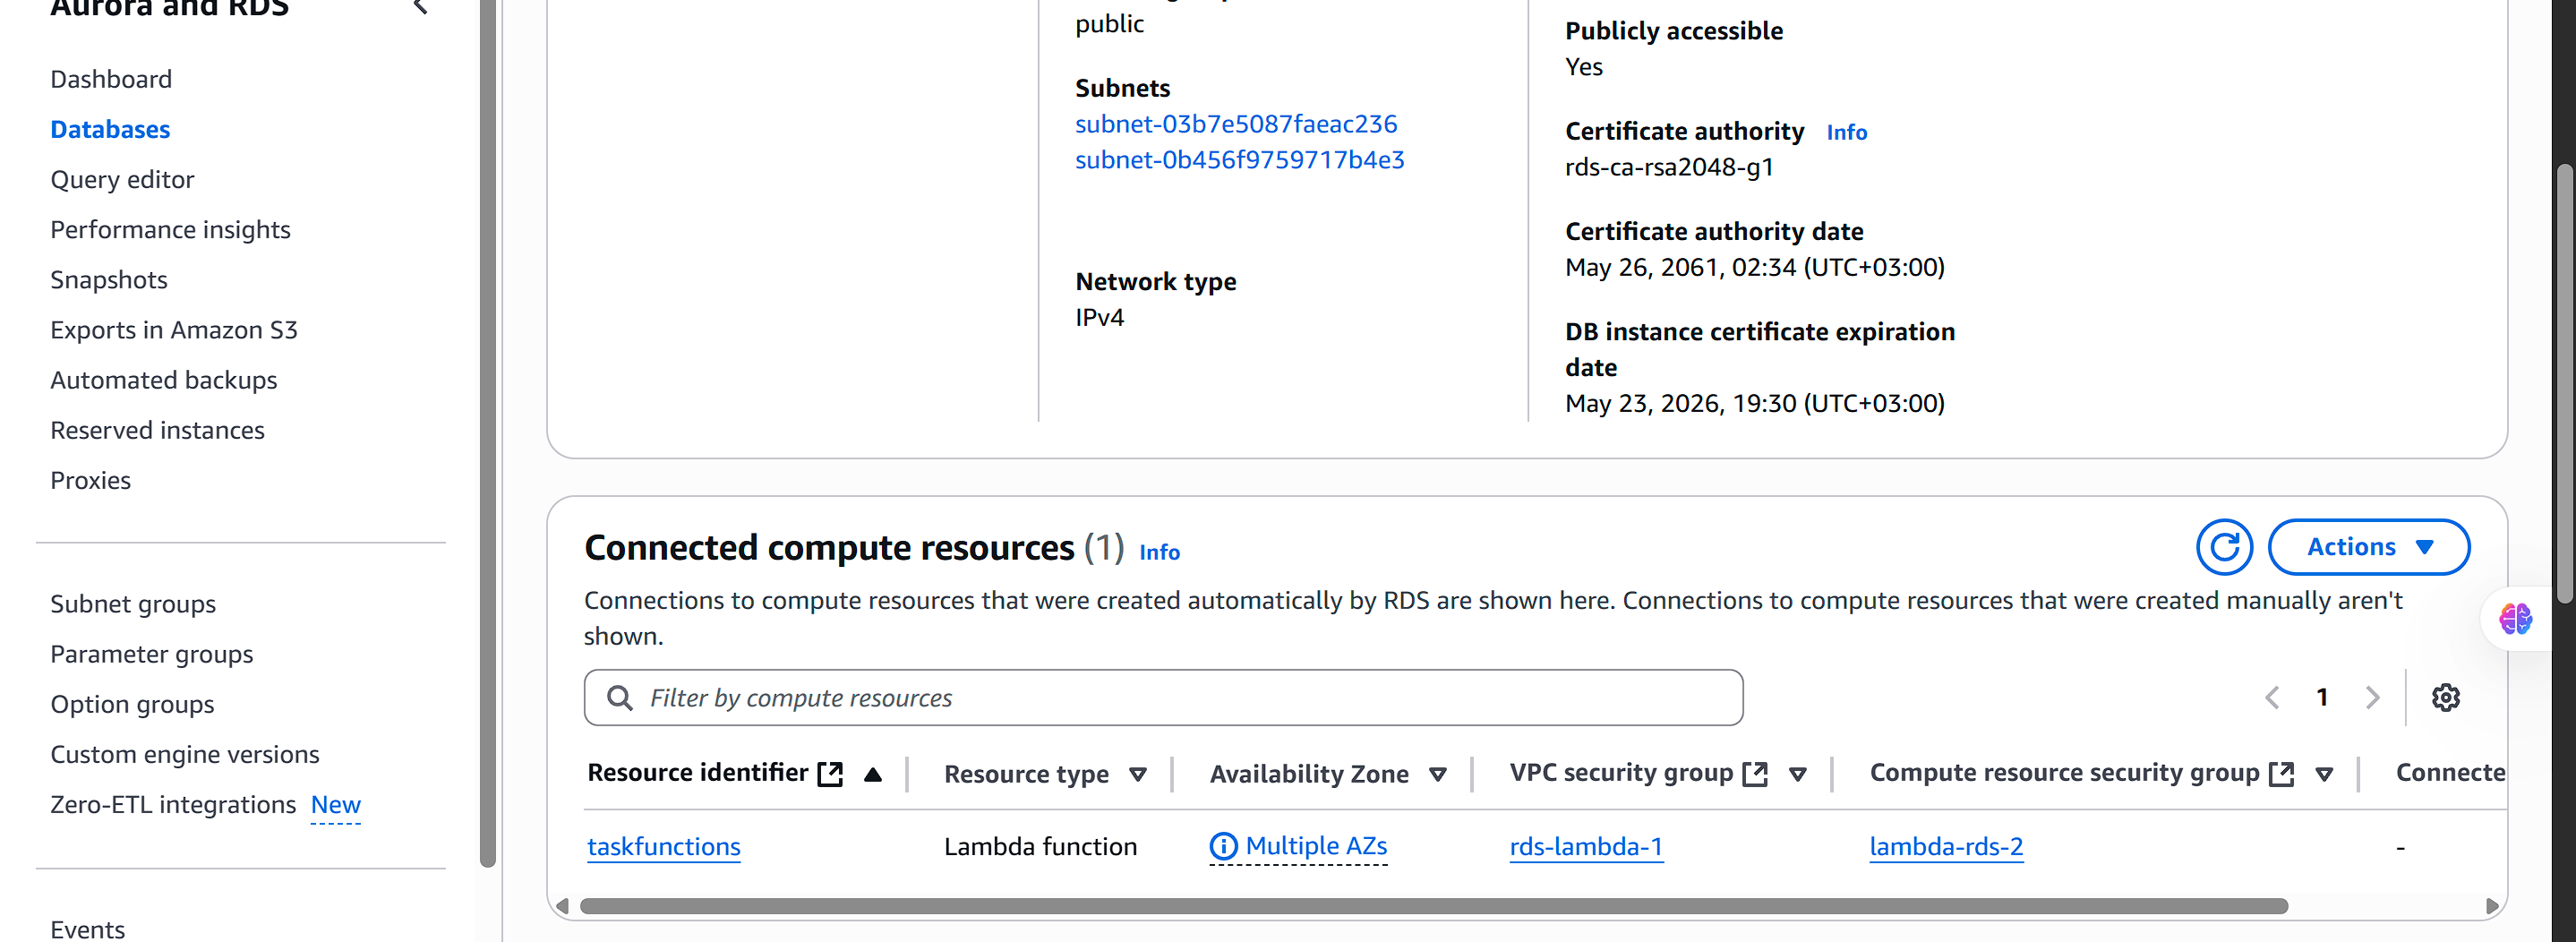 Aurora and RDS
Dashboard
Databases
Query editor
Performance insights
Snapshots
Exports in Amazon S3
Automated backups
Reserved instances
Proxies
Subnet groups
Parameter groups
Option groups
Custom engine versions
Zero-ETL integrations New
Events
public
Subnets
subnet-03b7e5087faeac236
subnet-0b456f9759717b4e3
Network type
IPv4
Publicly accessible
Yes
Certificate authority Info
rds-ca-rsa2048-g1
Certificate authority date
May 26, 2061, 02:34 (UTC+03:00)
DB instance certificate expiration
date
May 23, 2026, 19:30 (UTC+03:00)
Connected compute resources (1) Info
Actions
Connections to compute resources that were created automatically by RDS are shown here. Connections to compute resources that were created manually aren't
shown.
Filter by compute resources
1
Resource identifier Resource type Availability Zone VPC security group Compute resource security group Connecte
taskfunctions Lambda function Multiple AZs rds-lambda-1 lambda-rds-2 -